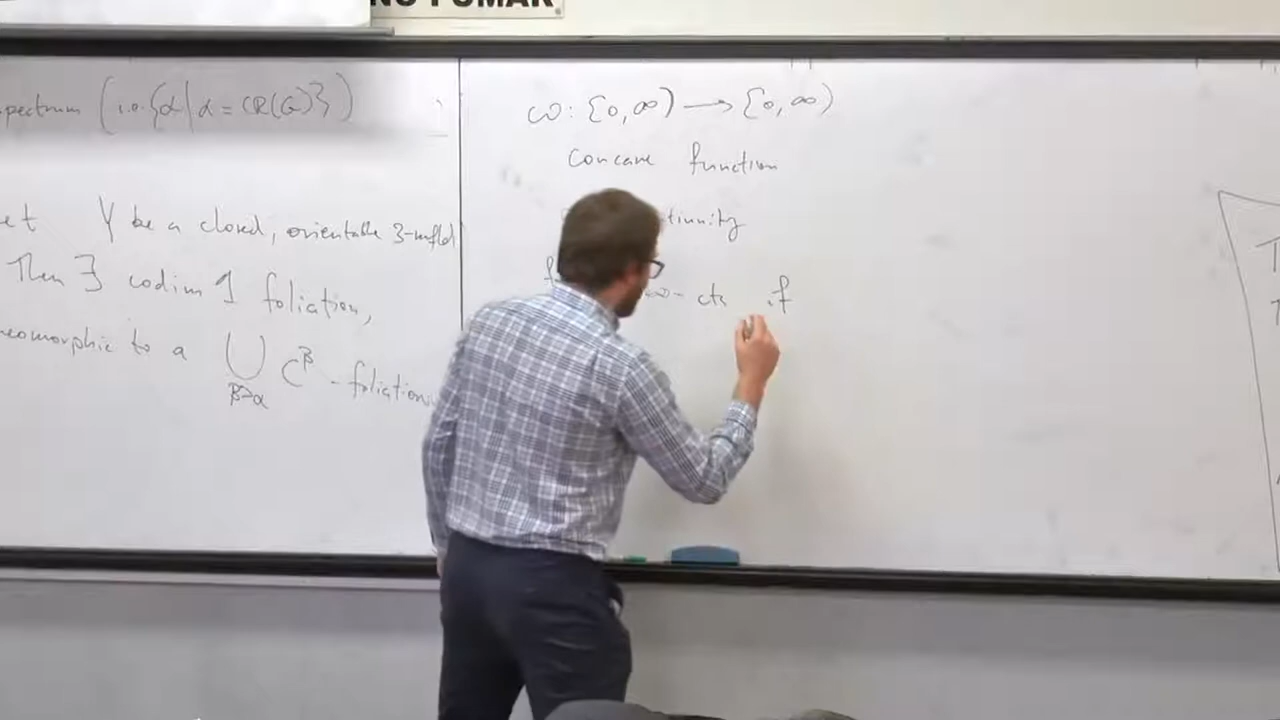 spectrum (i.e. {α | α = CR(G)})
et Y be a closed, orientable 3-mfld
Then ∃ codim 1 foliation,
eomorphic to a ⋃ C^β - foliation
β>α
ω: [0, ∞) → [0, ∞)
Concave function
tinuity
f ω - cts if